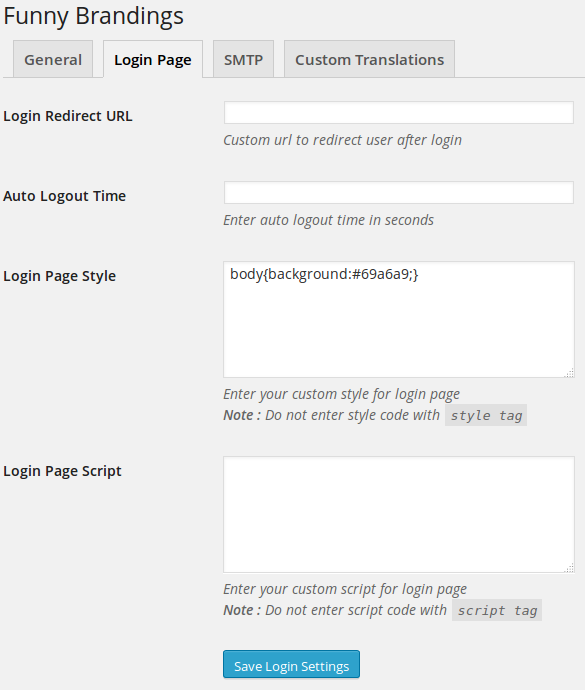 Funny Brandings
General Login Page SMTP Custom Translations
Login Redirect URL
Custom url to redirect user after login
Auto Logout Time
Enter auto logout time in seconds
Login Page Style
body{background:#69a6a9;}
Enter your custom style for login page
Note : Do not enter style code with style tag
Login Page Script
Enter your custom script for login page
Note : Do not enter script code with script tag
Save Login Settings